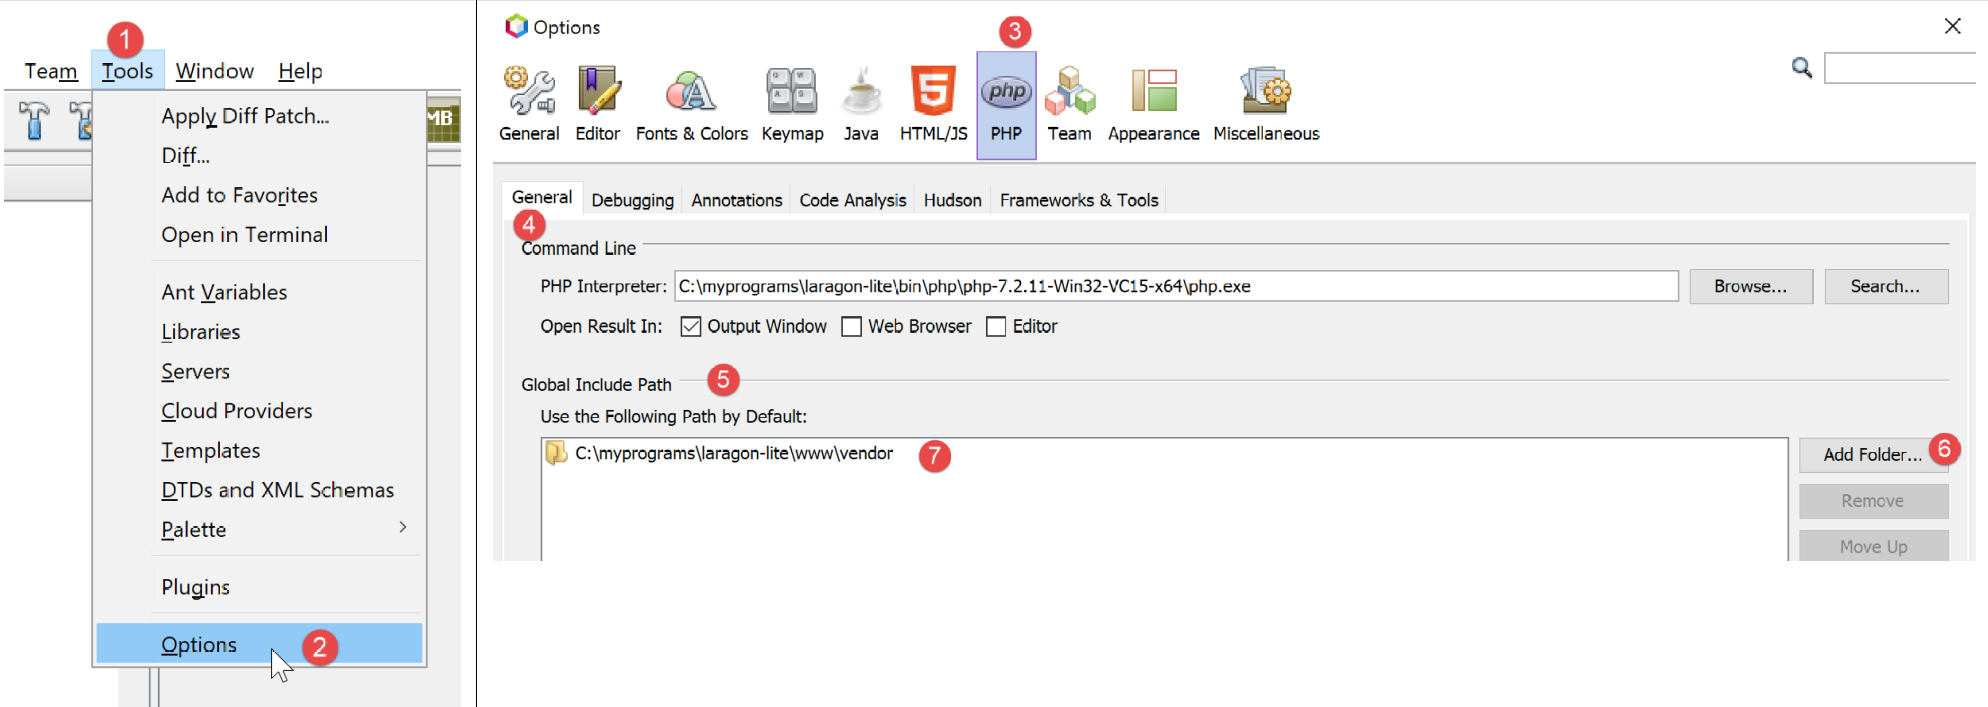 1
Team Tools Window Help
Apply Diff Patch...
Diff...
Add to Favorites
Open in Terminal
Ant Variables
Libraries
Servers
Cloud Providers
Templates
DTDs and XML Schemas
Palette
Plugins
Options 2
MB
Options
3
General Editor Fonts & Colors Keymap Java HTML/JS PHP Team Appearance Miscellaneous
Q W A S
5
php
General Debugging Annotations Code Analysis Hudson Frameworks & Tools
4
Command Line
PHP Interpreter: C:\myprograms\laragon-lite\bin\php\php-7.2.11-Win32-VC15-x64\php.exe Browse... Search...
Open Result In: Output Window Web Browser Editor
Global Include Path 5
Use the Following Path by Default:
C:\myprograms\laragon-lite\www\vendor 7
Add Folder... 6
Remove
Move Up